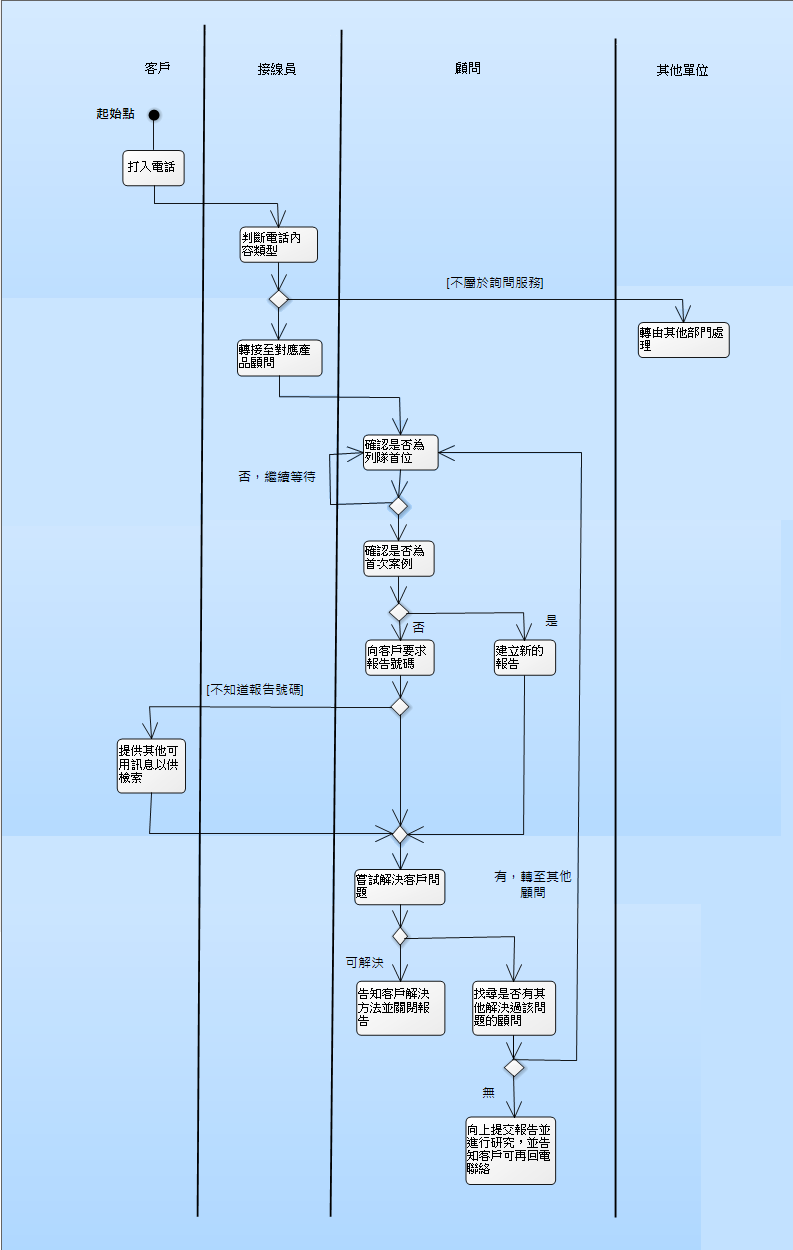 客戶
接線員
顧問
其他單位
起始點
打入電話
判斷電話內
容類型
[不屬於詢問服務]
轉由其他部門處
理
轉接至對應產
品顧問
確認是否為
列隊首位
否，繼續等待
確認是否為
首次案例
否
是
向客戶要求
報告號碼
建立新的
報告
[不知道報告號碼]
提供其他可
用訊息以供
檢索
嘗試解決客戶問
題
有，轉至其他
顧問
可解決
告知客戶解決
方法並關閉報
告
找尋是否有其
他解決過該問
題的顧問
無
向上提交報告並
進行研究，並告
知客戶可再回電
聯絡